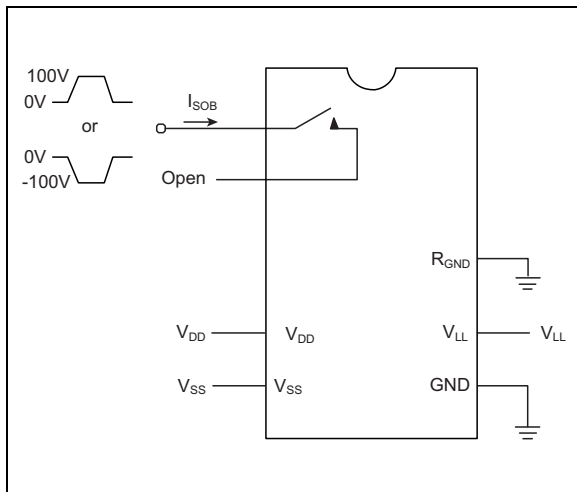 100V
0V
or
0V
-100V
I_SOB
Open
R_GND
V_DD V_DD V_LL V_LL
V_SS V_SS GND